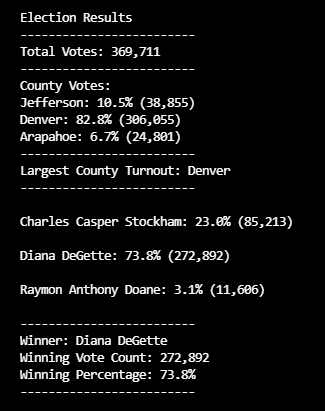 Election Results
-------------------------
Total Votes: 369,711
-------------------------
County Votes:
Jefferson: 10.5% (38,855)
Denver: 82.8% (306,055)
Arapahoe: 6.7% (24,801)
-------------------------
Largest County Turnout: Denver
-------------------------
Charles Casper Stockham: 23.0% (85,213)
Diana DeGette: 73.8% (272,892)
Raymon Anthony Doane: 3.1% (11,606)
-------------------------
Winner: Diana DeGette
Winning Vote Count: 272,892
Winning Percentage: 73.8%
-------------------------